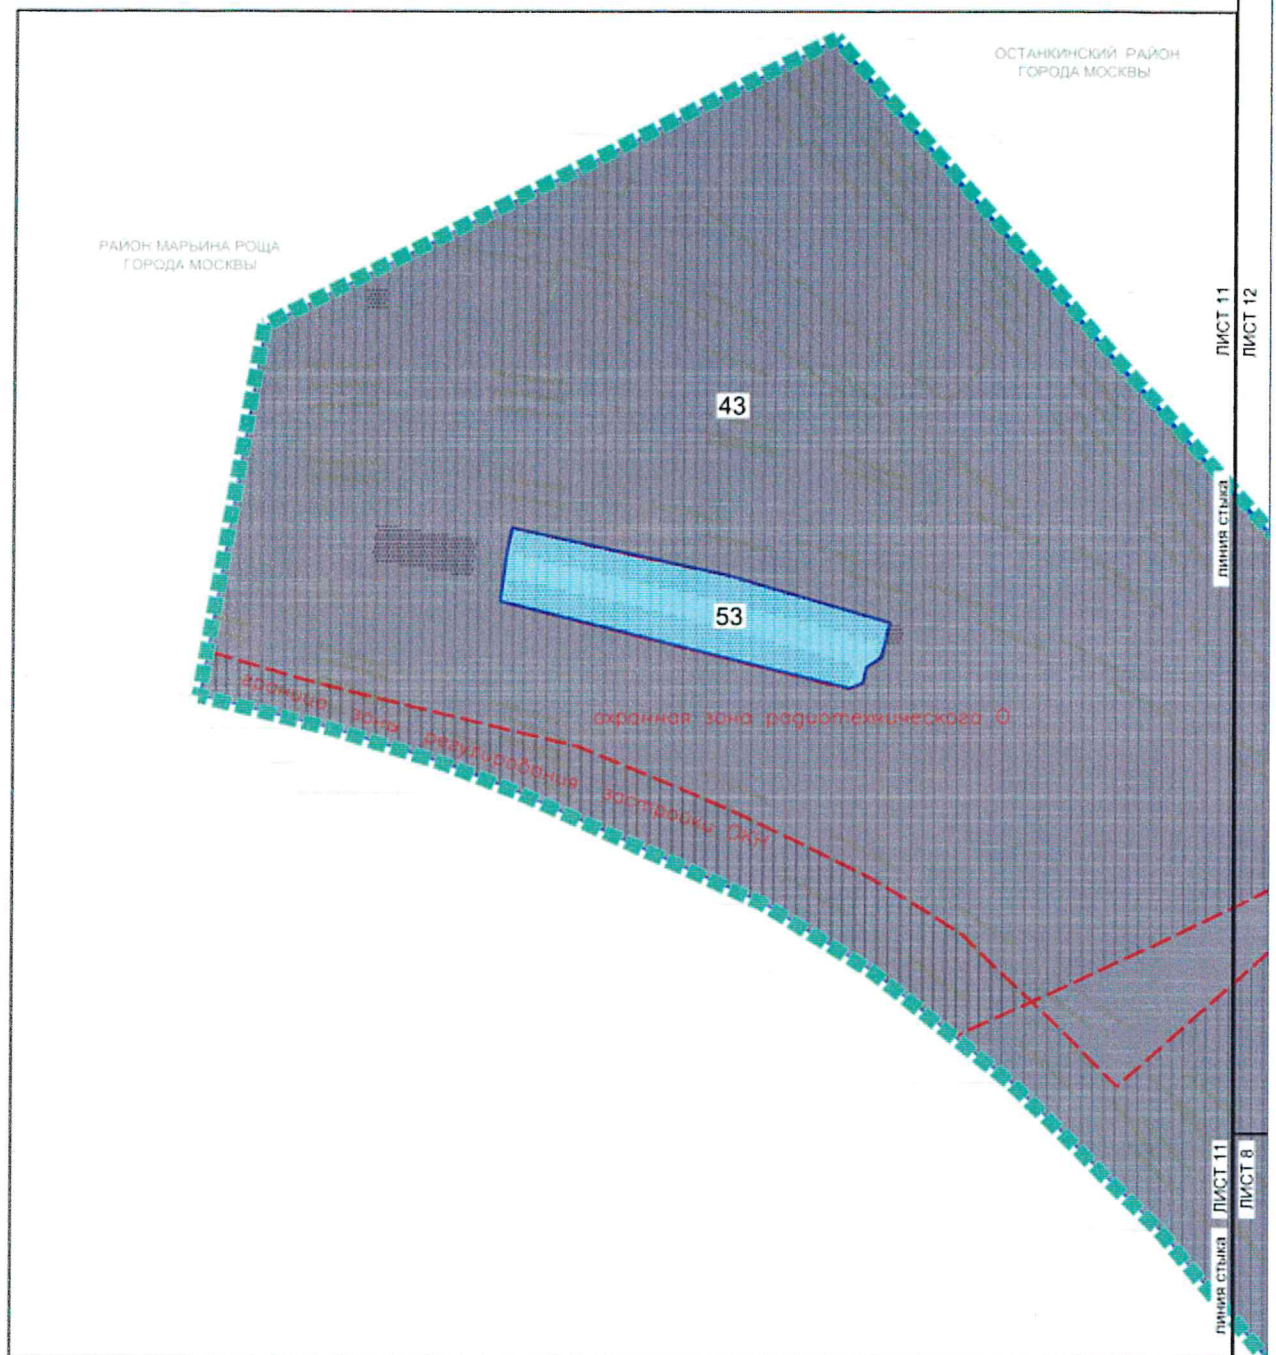 ОСТАНКИНСКИЙ РАЙОН
ГОРОДА МОСКВЫ
РАЙОН МАРЬИНА РОЩА
ГОРОДА МОСКВЫ
ЛИСТ 11
ЛИСТ 12
43
линия стыка
53
охранная зона радиотехнического О
граница зоны регулирования застройки ОКН
линия стыка ЛИСТ 11
ЛИСТ 8